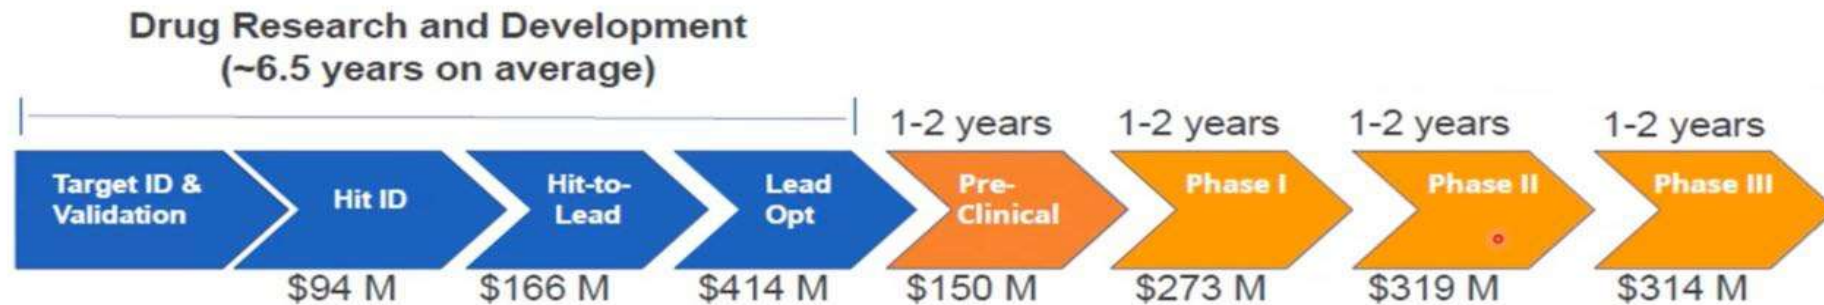 Drug Research and Development
(~6.5 years on average)
1-2 years
1-2 years
1-2 years
1-2 years
Target ID &
Validation
Hit ID
Hit-to-
Lead
Lead
Opt
Pre-
Clinical
Phase I
Phase II
Phase III
$94 M
$166 M
$414 M
$150 M
$273 M
$319 M
$314 M